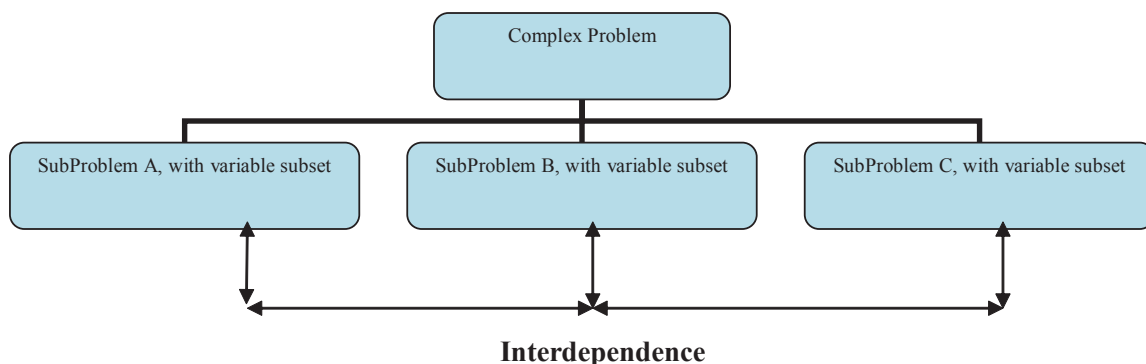 Complex Problem
SubProblem A, with variable subset
SubProblem B, with variable subset
SubProblem C, with variable subset
Interdependence